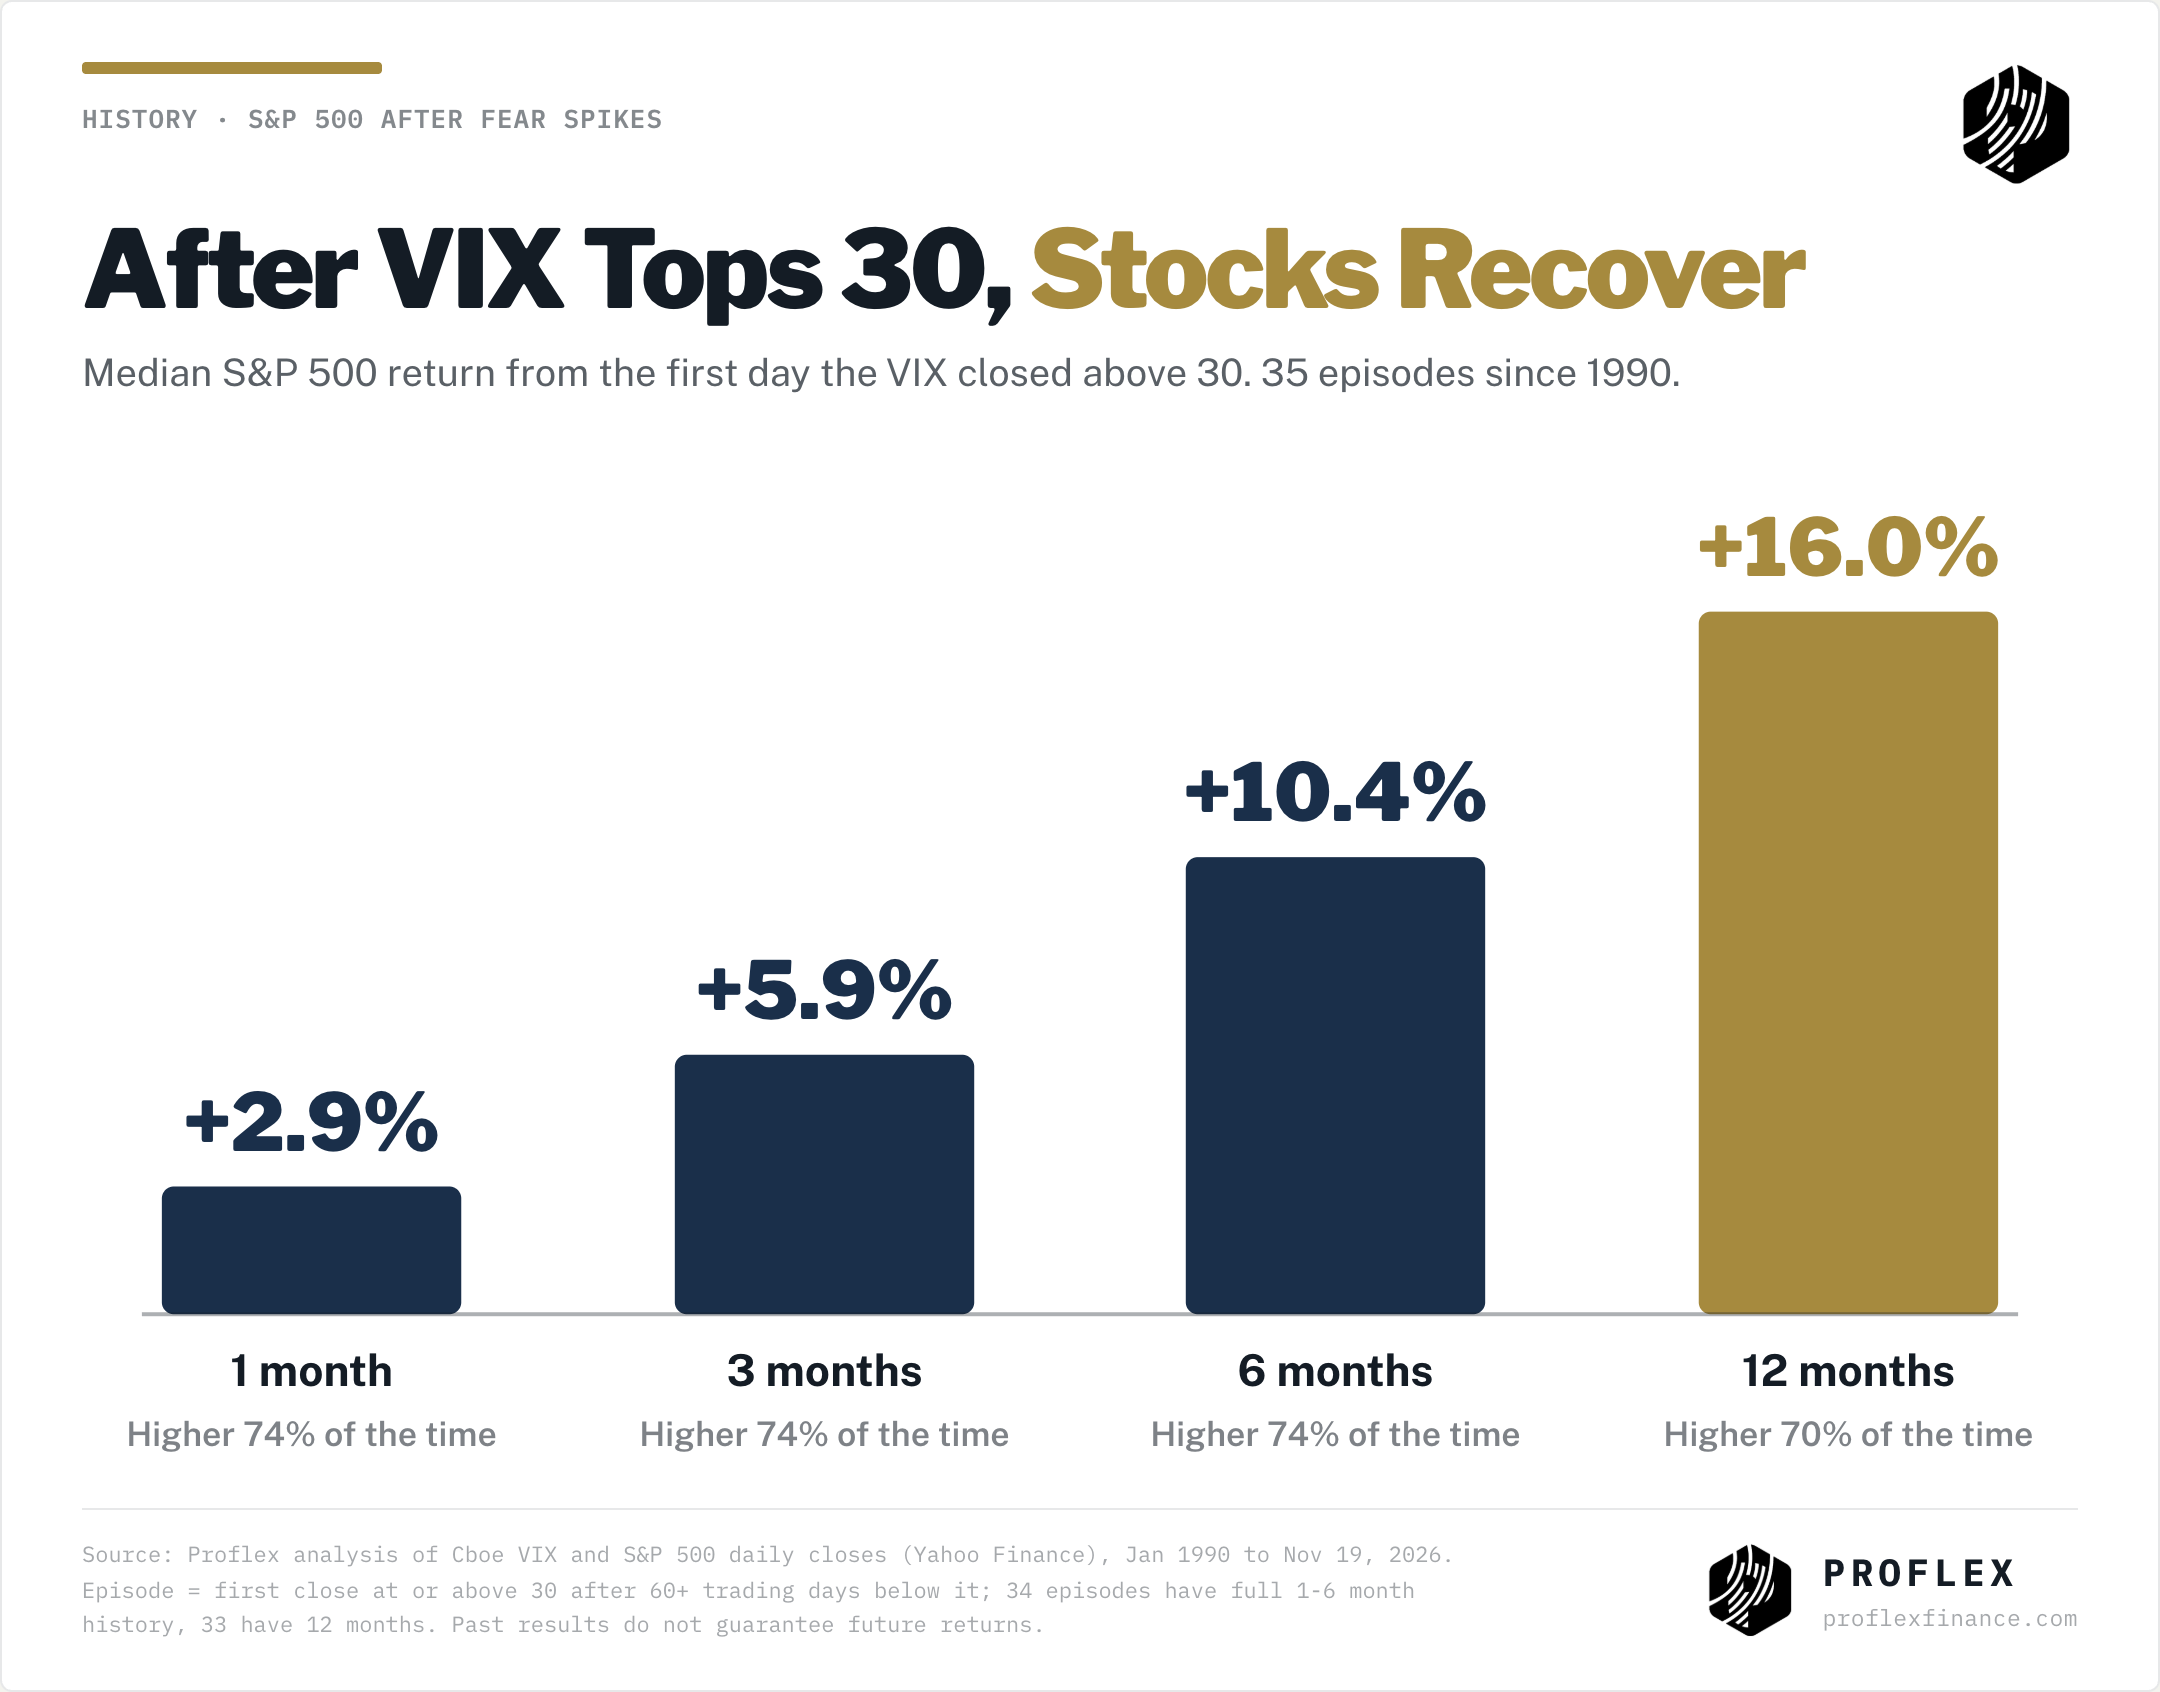 HISTORY · S&P 500 AFTER FEAR SPIKES
After VIX Tops 30, Stocks Recover
Median S&P 500 return from the first day the VIX closed above 30. 35 episodes since 1990.
+2.9%
+5.9%
+10.4%
+16.0%
1 month
3 months
6 months
12 months
Higher 74% of the time
Higher 74% of the time
Higher 74% of the time
Higher 70% of the time
Source: Proflex analysis of Cboe VIX and S&P 500 daily closes (Yahoo Finance), Jan 1990 to Nov 19, 2026.
Episode = first close at or above 30 after 60+ trading days below it; 34 episodes have full 1-6 month
history, 33 have 12 months. Past results do not guarantee future returns.
PROFLEX
proflexfinance.com